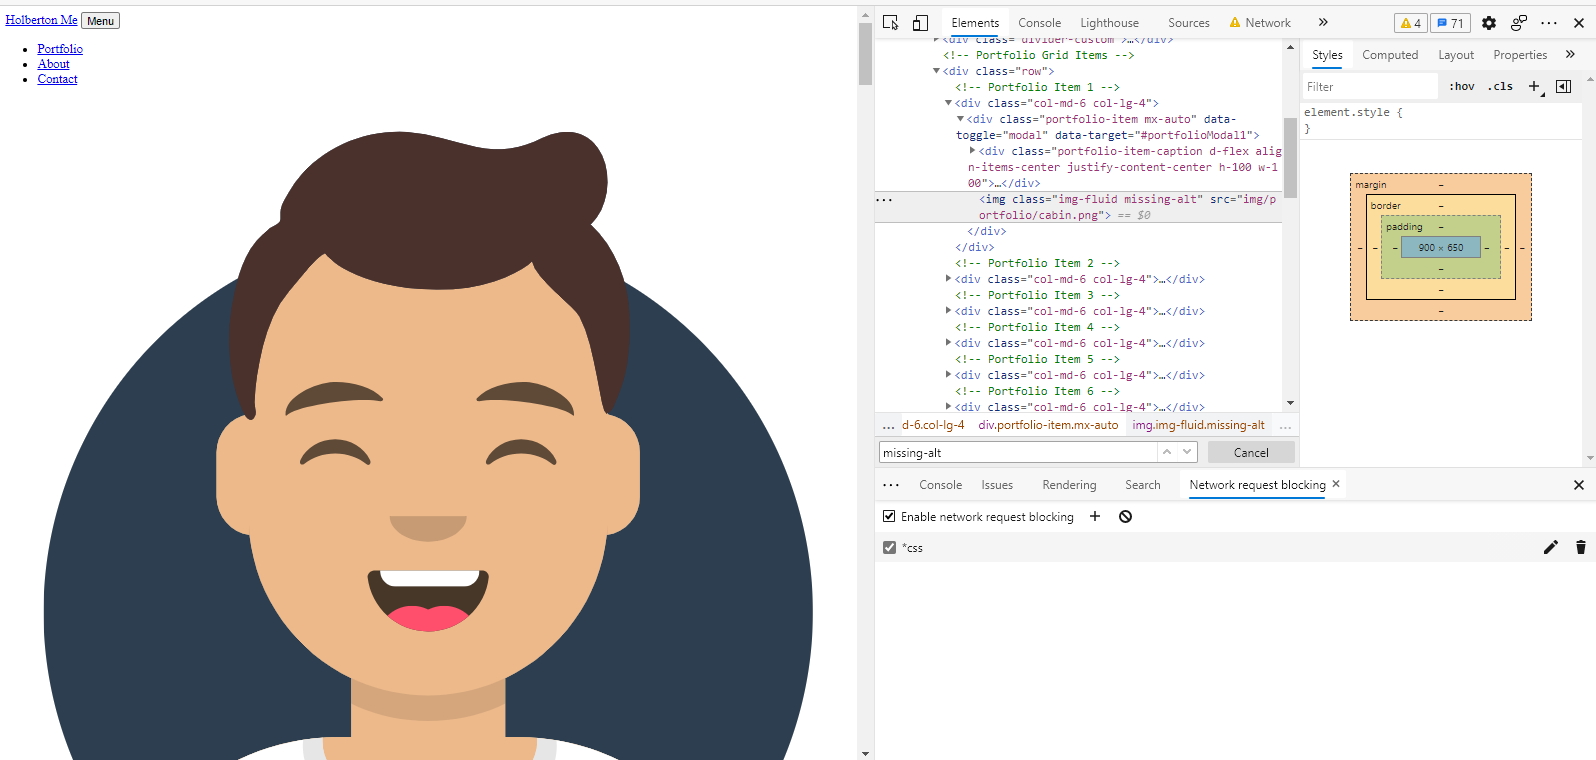 Holberton Me Menu
Portfolio
About
Contact
Elements Console Lighthouse Sources Network » 4 71
<div class="divider-custom">…</div>
<!-- Portfolio Grid Items -->
<div class="row">
<!-- Portfolio Item 1 -->
<div class="col-md-6 col-lg-4">
<div class="portfolio-item mx-auto" data-
toggle="modal" data-target="#portfolioModal1">
<div class="portfolio-item-caption d-flex alig
n-items-center justify-content-center h-100 w-1
00">…</div>
<img class="img-fluid missing-alt" src="img/p
ortfolio/cabin.png"> == $0
</div>
</div>
<!-- Portfolio Item 2 -->
<div class="col-md-6 col-lg-4">…</div>
<!-- Portfolio Item 3 -->
<div class="col-md-6 col-lg-4">…</div>
<!-- Portfolio Item 4 -->
<div class="col-md-6 col-lg-4">…</div>
<!-- Portfolio Item 5 -->
<div class="col-md-6 col-lg-4">…</div>
<!-- Portfolio Item 6 -->
<div class="col-md-6 col-lg-4">…</div>
... d-6.col-lg-4 div.portfolio-item.mx-auto img.img-fluid.missing-alt ...
missing-alt Cancel
Styles Computed Layout Properties »
Filter :hov .cls +
element.style {
}
margin –
border –
padding –
– – – 900 × 650 – – –
–
–
–
Console Issues Rendering Search Network request blocking ×
Enable network request blocking +
*css